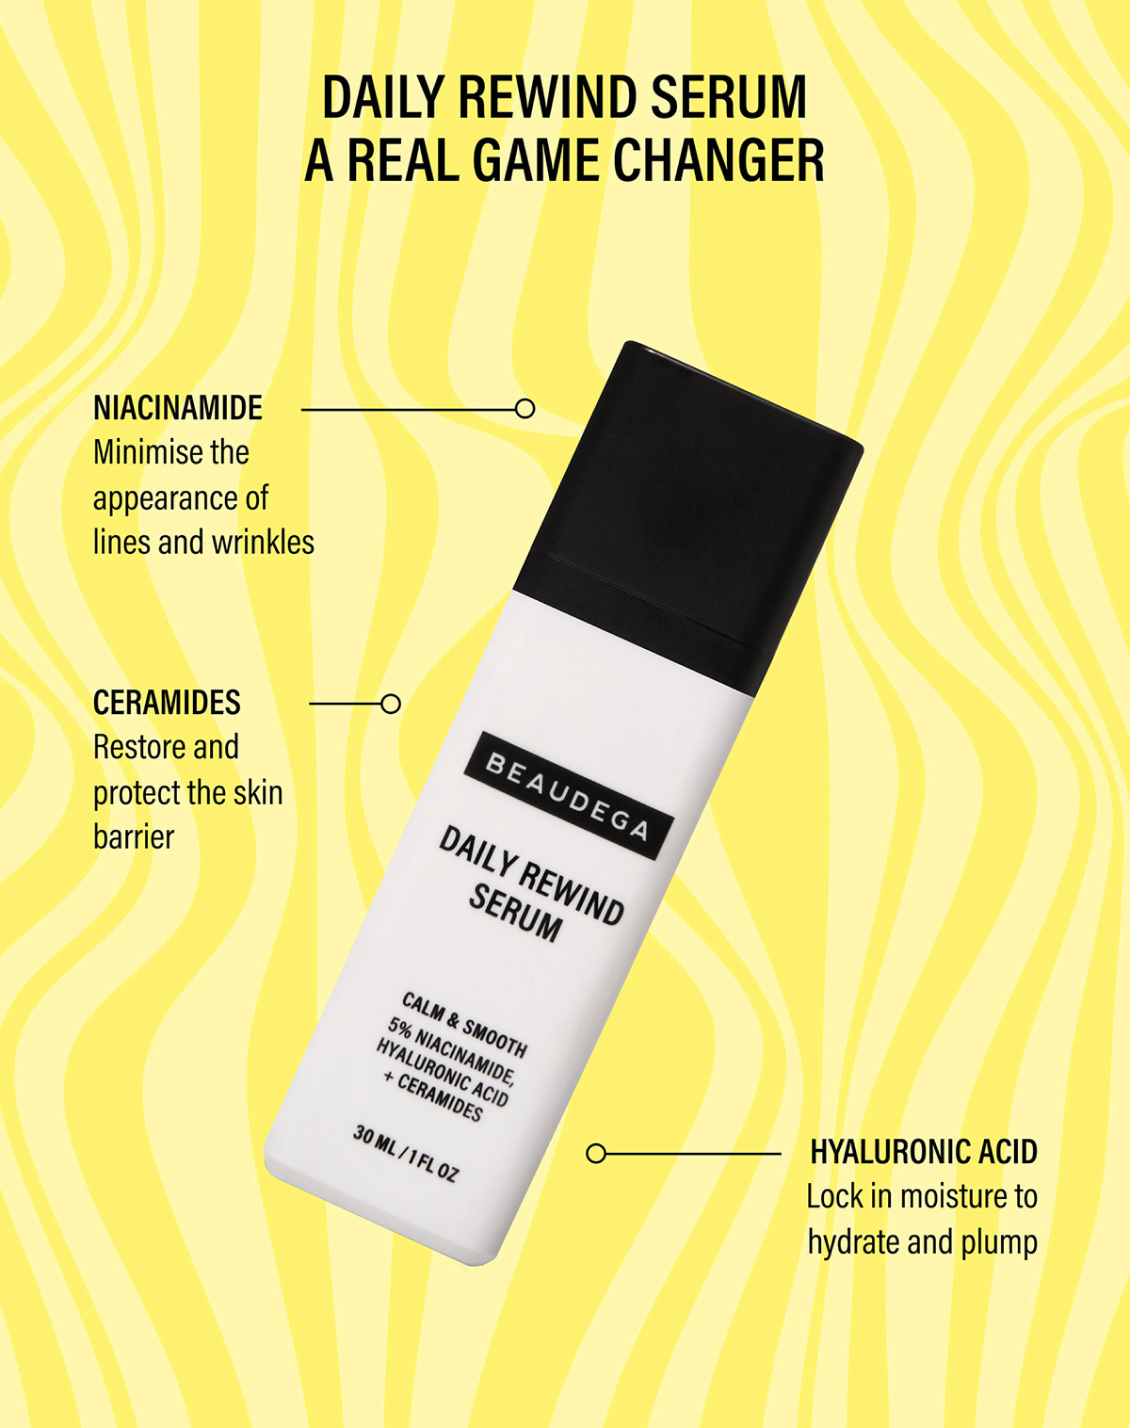 DAILY REWIND SERUM
A REAL GAME CHANGER
NIACINAMIDE
Minimise the
appearance of
lines and wrinkles
CERAMIDES
Restore and
protect the skin
barrier
BEAUDEGA
DAILY REWIND
SERUM
CALM & SMOOTH
5% NIACINAMIDE,
HYALURONIC ACID
+ CERAMIDES
30 ML / 1 FL OZ
HYALURONIC ACID
Lock in moisture to
hydrate and plump